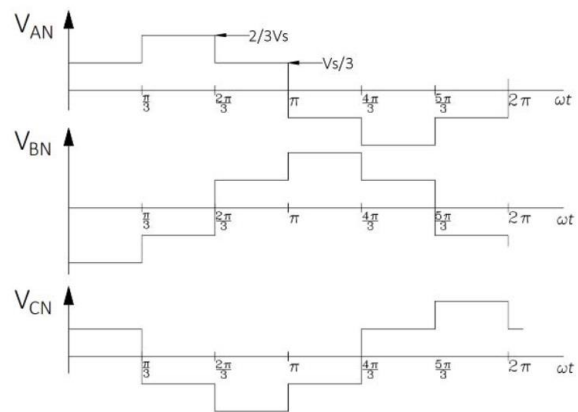 V_AN
2/3Vs
Vs/3
π/3 2π/3 π 4π/3 5π/3 2π ωt
V_BN
π/3 2π/3 π 4π/3 5π/3 2π ωt
V_CN
π/3 2π/3 π 4π/3 5π/3 2π ωt